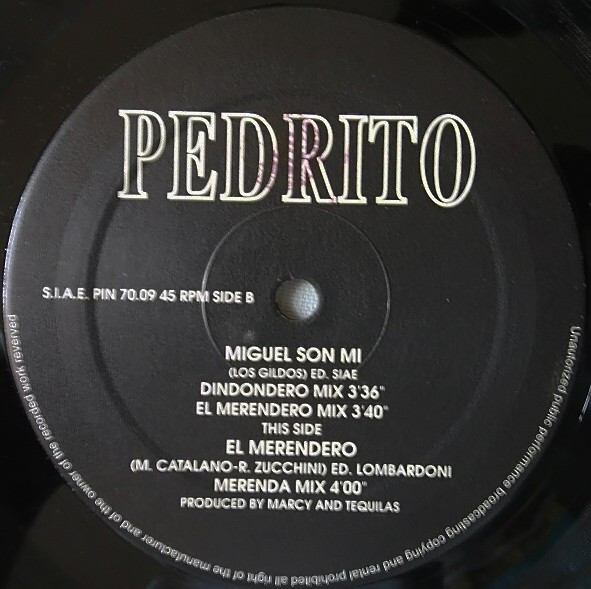 PEDRITO
S.I.A.E. PIN 70.09 45 RPM SIDE B
MIGUEL SON MI
(LOS GILDOS) ED. SIAE
DINDONDERO MIX 3'36"
EL MERENDERO MIX 3'40"
THIS SIDE
EL MERENDERO
(M. CATALANO-R. ZUCCHINI) ED. LOMBARDONI
MERENDA MIX 4'00"
PRODUCED BY MARCY AND TEQUILAS
Unautorized public performance broadcasting copying and rental prohibited all right of the manufacturer and of the owner of the recorded work reverved